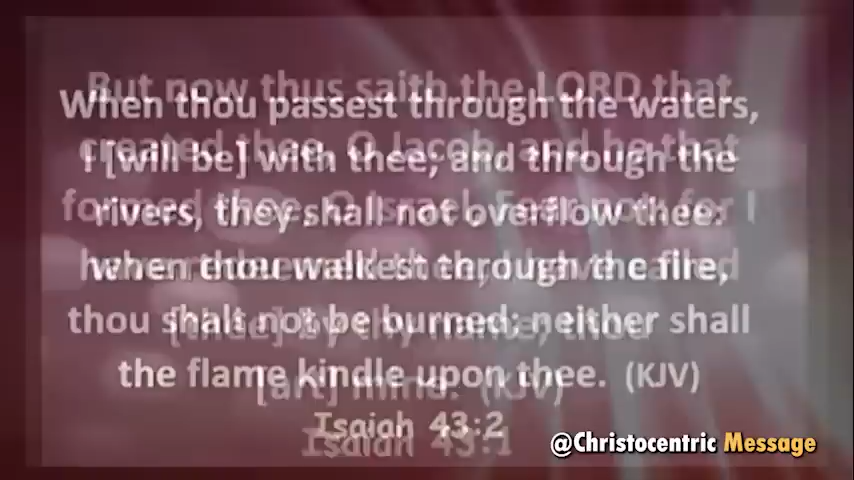 But now thus saith the LORD that
When thou passest through the waters,
created thee, O Jacob, and he that
I [will be] with thee; and through the
formed thee, O Israel, Fear not: for I
rivers, they shall not overflow thee:
have redeemed thee, I have called
when thou walkest through the fire,
[thee] by thy name; thou
thou shalt not be burned; neither shall
[art] mine. (KJV)
the flame kindle upon thee. (KJV)
Isaiah 43:2
Isaiah 43:1
@Christocentric Message